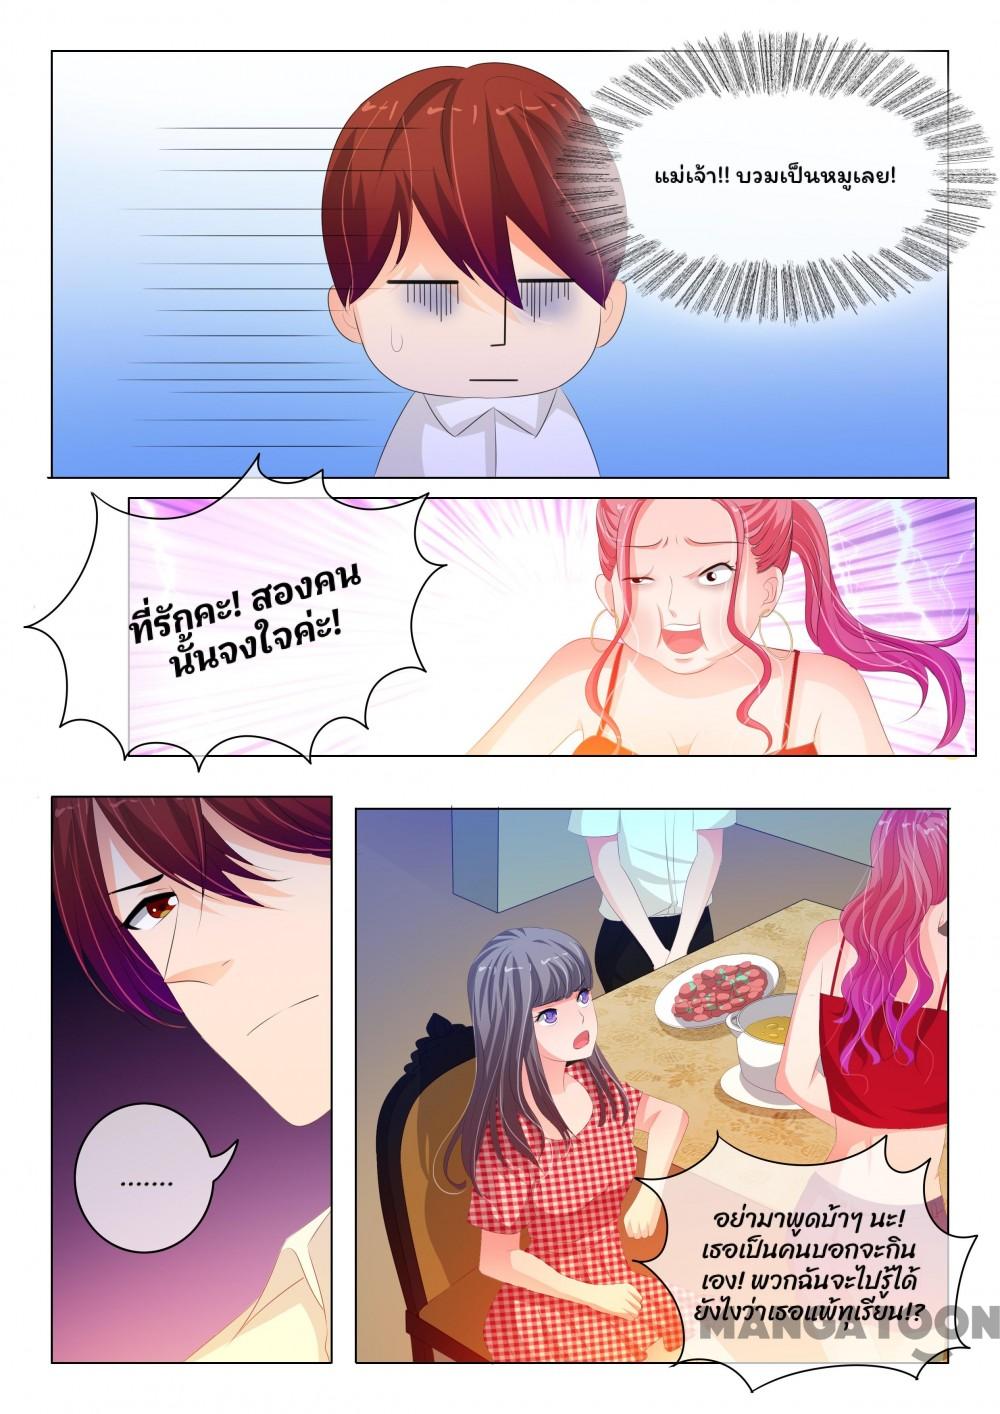 แม่เจ้า!! บวมเป็นหมูเลย!
ที่รักคะ! สองคน
นั้นจงใจค่ะ!
.......
อย่ามาพูดบ้าๆ นะ!
เธอเป็นคนบอกจะกิน
เอง! พวกฉันจะไปรู้ได้
ยังไงว่าเธอแพ้ทุเรียน!?
MANGATOON